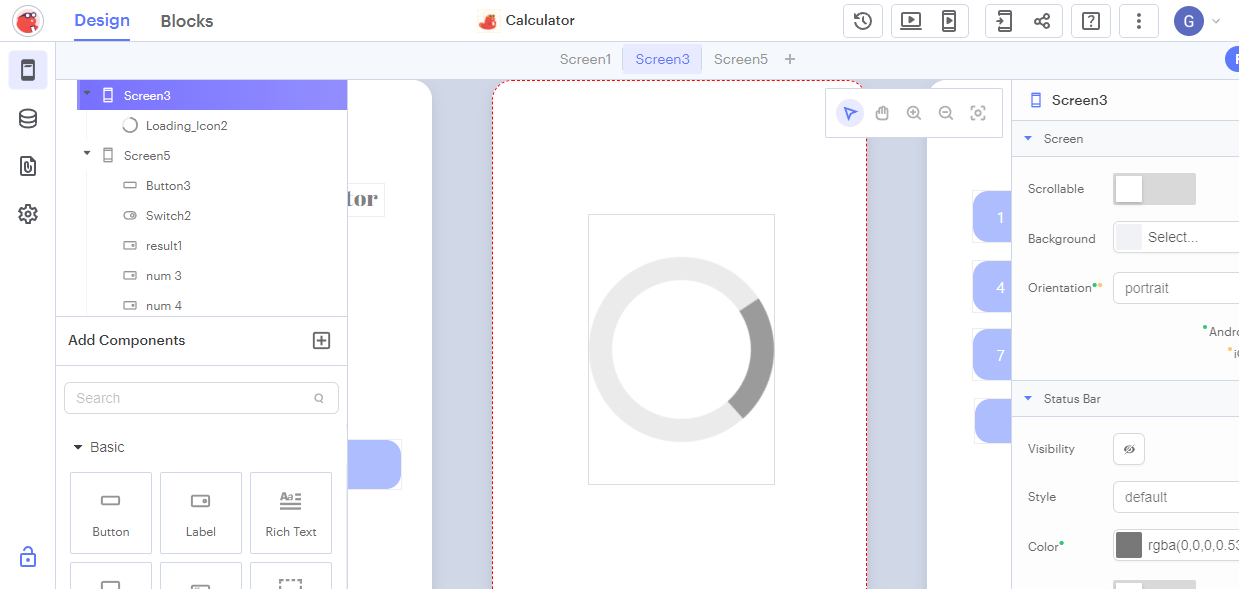 Design
Blocks
Calculator
G
Screen1
Screen3
Screen5
Screen3
Loading_Icon2
Screen5
Button3
Switch2
result1
num 3
num 4
Add Components
Search
Basic
Button
Label
Rich Text
tor
1
4
7
Screen3
Screen
Scrollable
Background
Select...
Orientation
portrait
Andro
Status Bar
Visibility
Style
default
Color
rgba(0,0,0,0.53